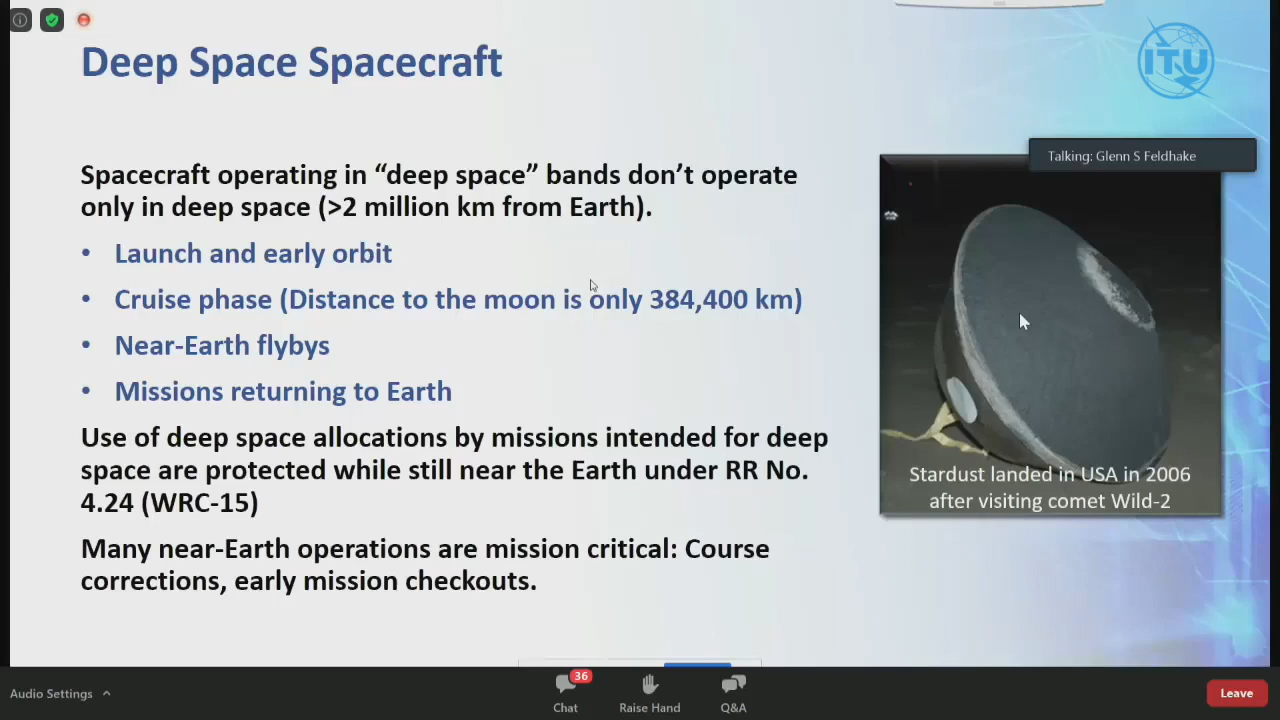 Deep Space Spacecraft
ITU
Talking: Glenn S Feldhake
Spacecraft operating in “deep space” bands don’t operate
only in deep space (>2 million km from Earth).
• Launch and early orbit
• Cruise phase (Distance to the moon is only 384,400 km)
• Near-Earth flybys
• Missions returning to Earth
Use of deep space allocations by missions intended for deep
space are protected while still near the Earth under RR No.
4.24 (WRC-15)
Many near-Earth operations are mission critical: Course
corrections, early mission checkouts.
Stardust landed in USA in 2006
after visiting comet Wild-2
Audio Settings
36
Chat
Raise Hand
Q&A
Leave